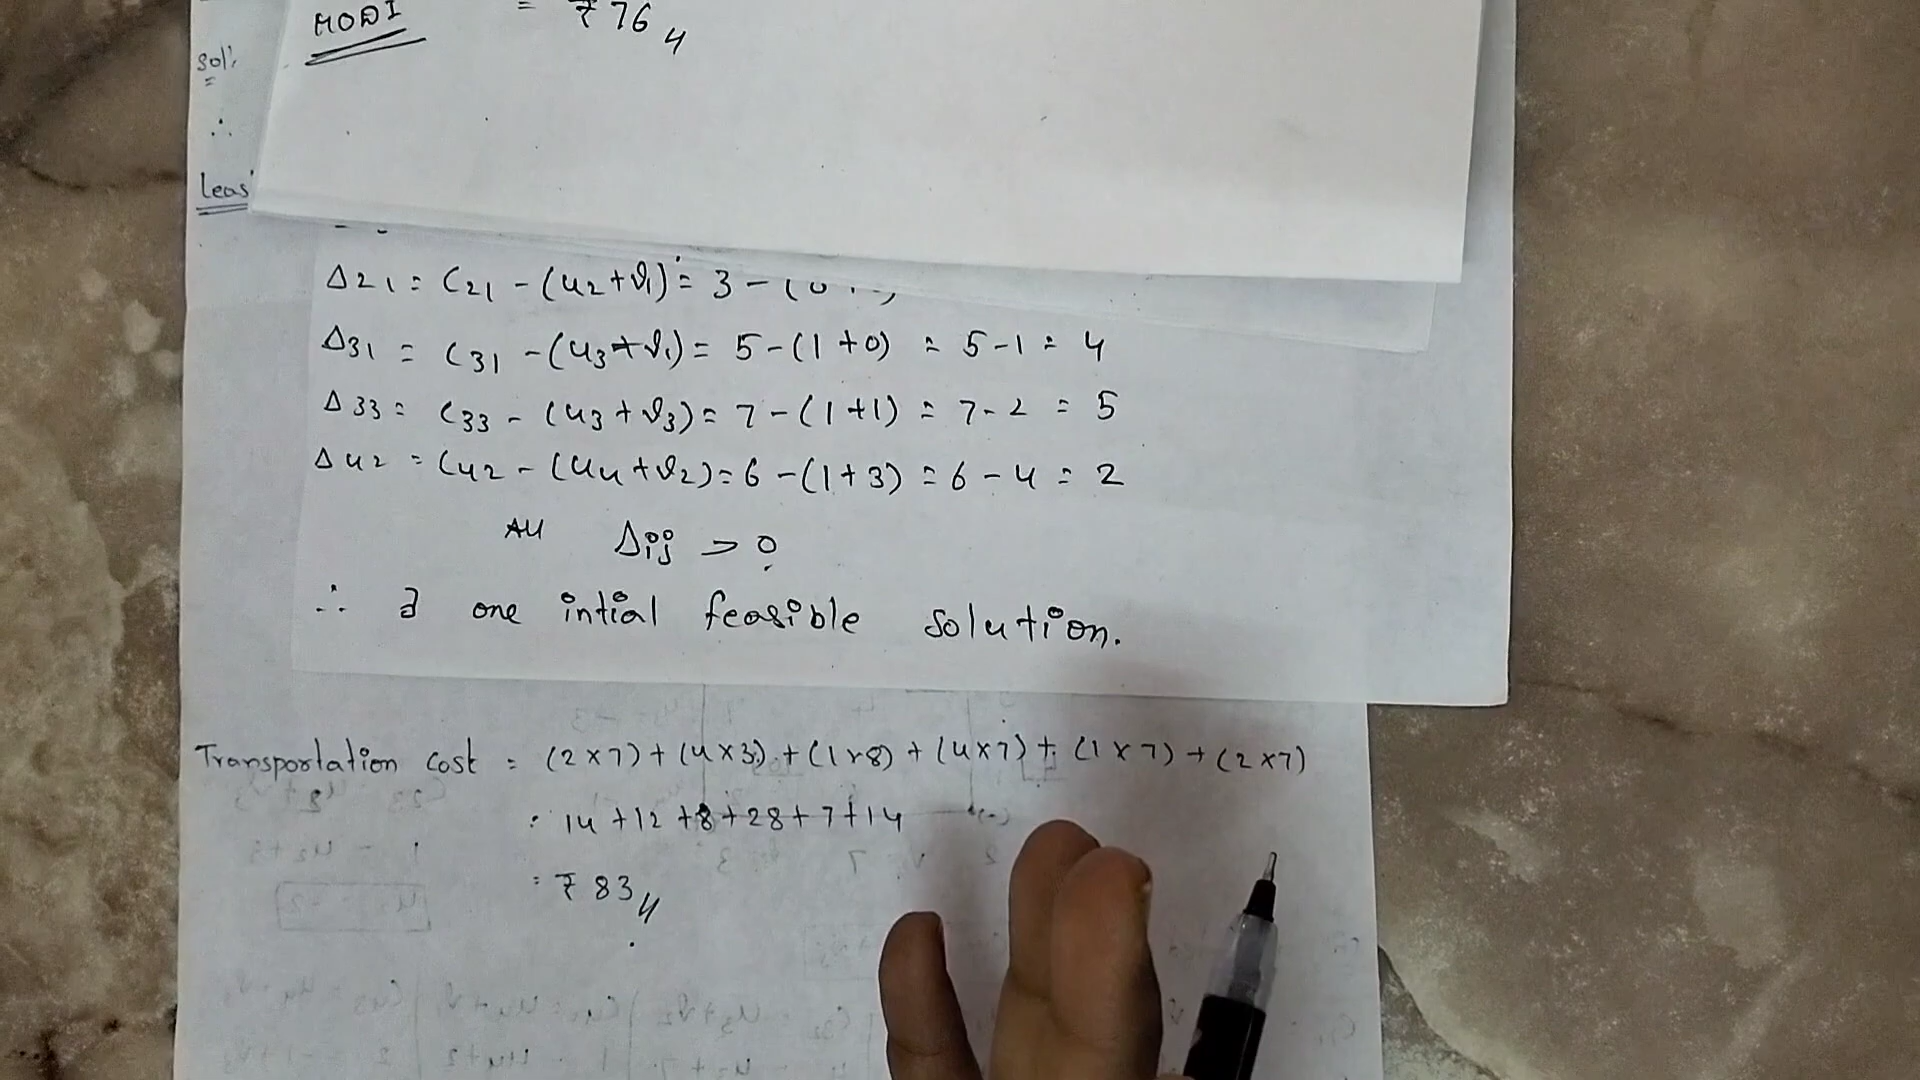 MODI = ₹ 76
Sol:
∴
Leas
Δ21 = C21 - (u2+v1) = 3 -
Δ31 = C31 - (u3+v1) = 5-(1+0) = 5-1 = 4
Δ33 = C33 - (u3+v3) = 7-(1+1) = 7-2 = 5
Δ42 = C42 - (u4+v2) = 6-(1+3) = 6-4 = 2
All Δij > 0
∴ ∃ one intial feasible solution.
Transportation cost = (2×7)+(4×3)+(1×8)+(4×7)+(1×7)+(2×7)
= 14+12+8+28+7+14
= ₹ 83